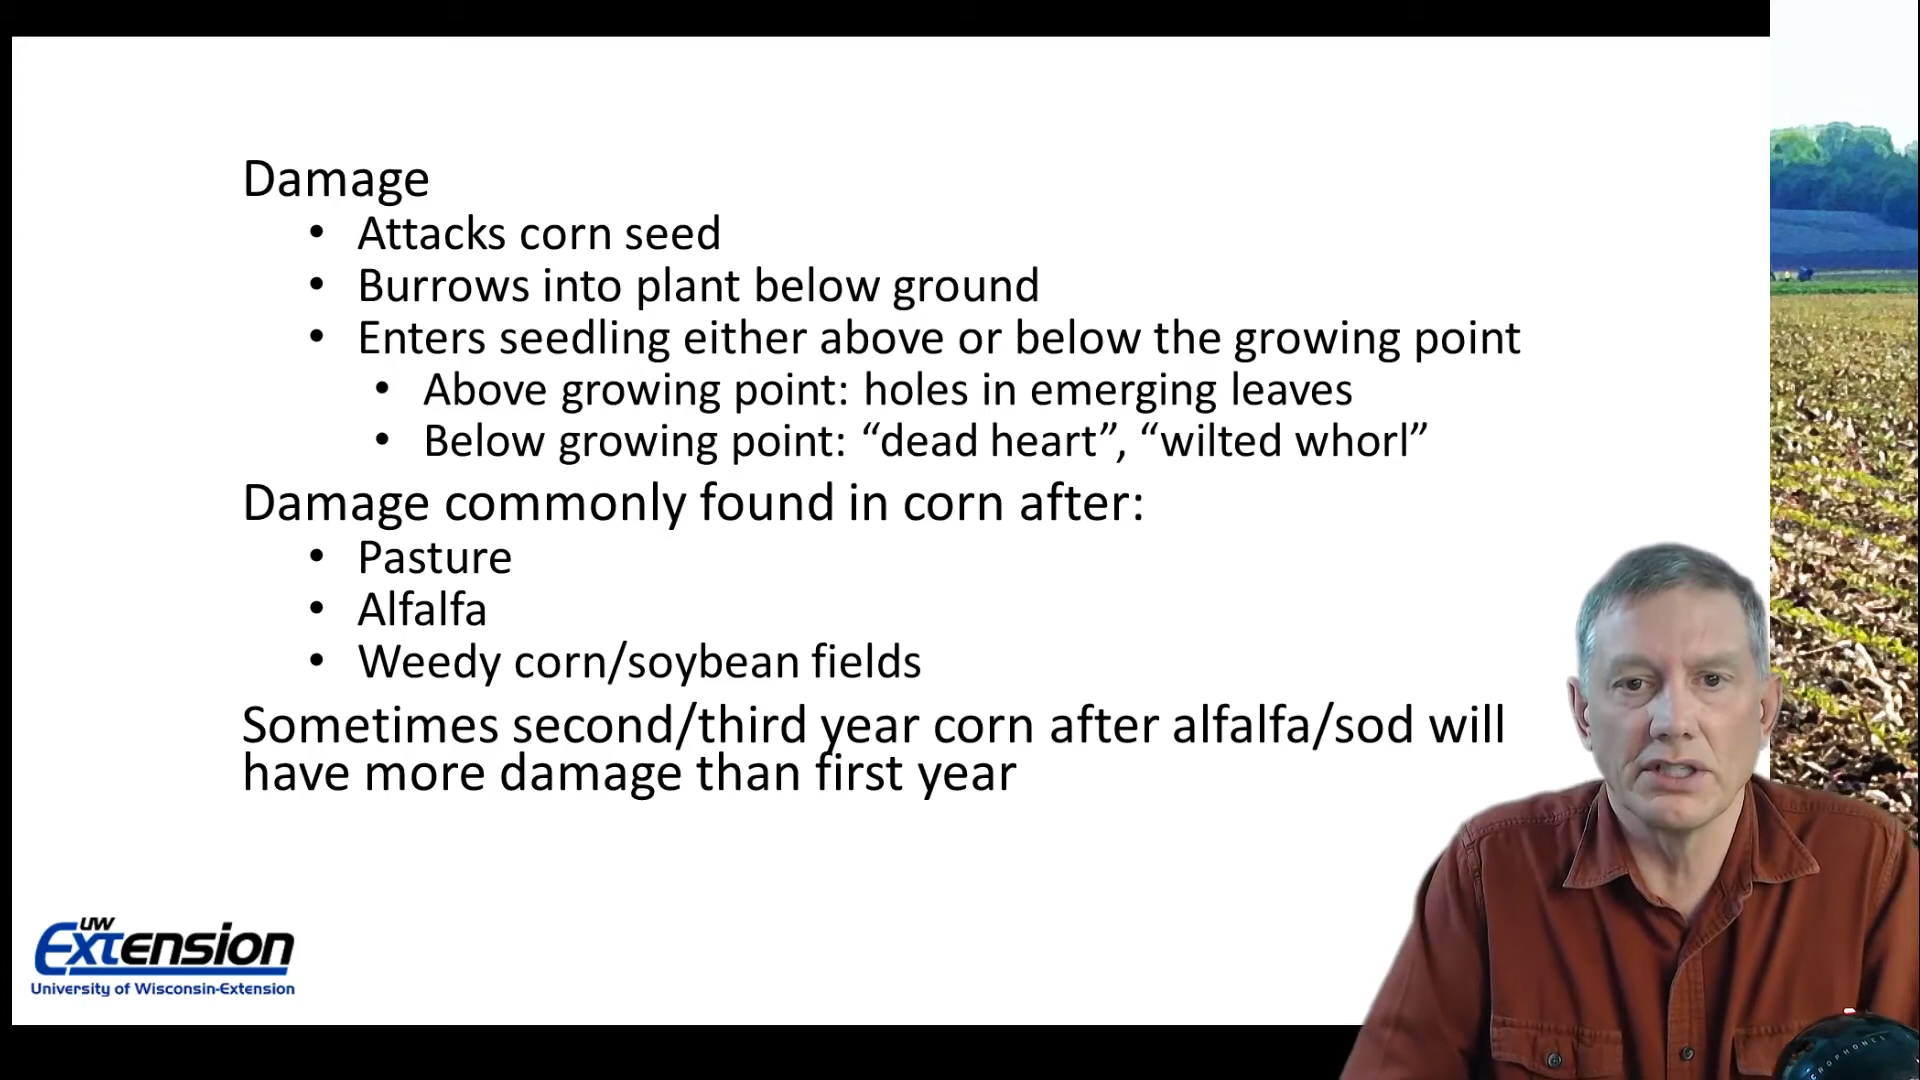 Damage
• Attacks corn seed
• Burrows into plant below ground
• Enters seedling either above or below the growing point
• Above growing point: holes in emerging leaves
• Below growing point: “dead heart”, “wilted whorl”
Damage commonly found in corn after:
• Pasture
• Alfalfa
• Weedy corn/soybean fields
Sometimes second/third year corn after alfalfa/sod will
have more damage than first year
UW
Extension
University of Wisconsin-Extension